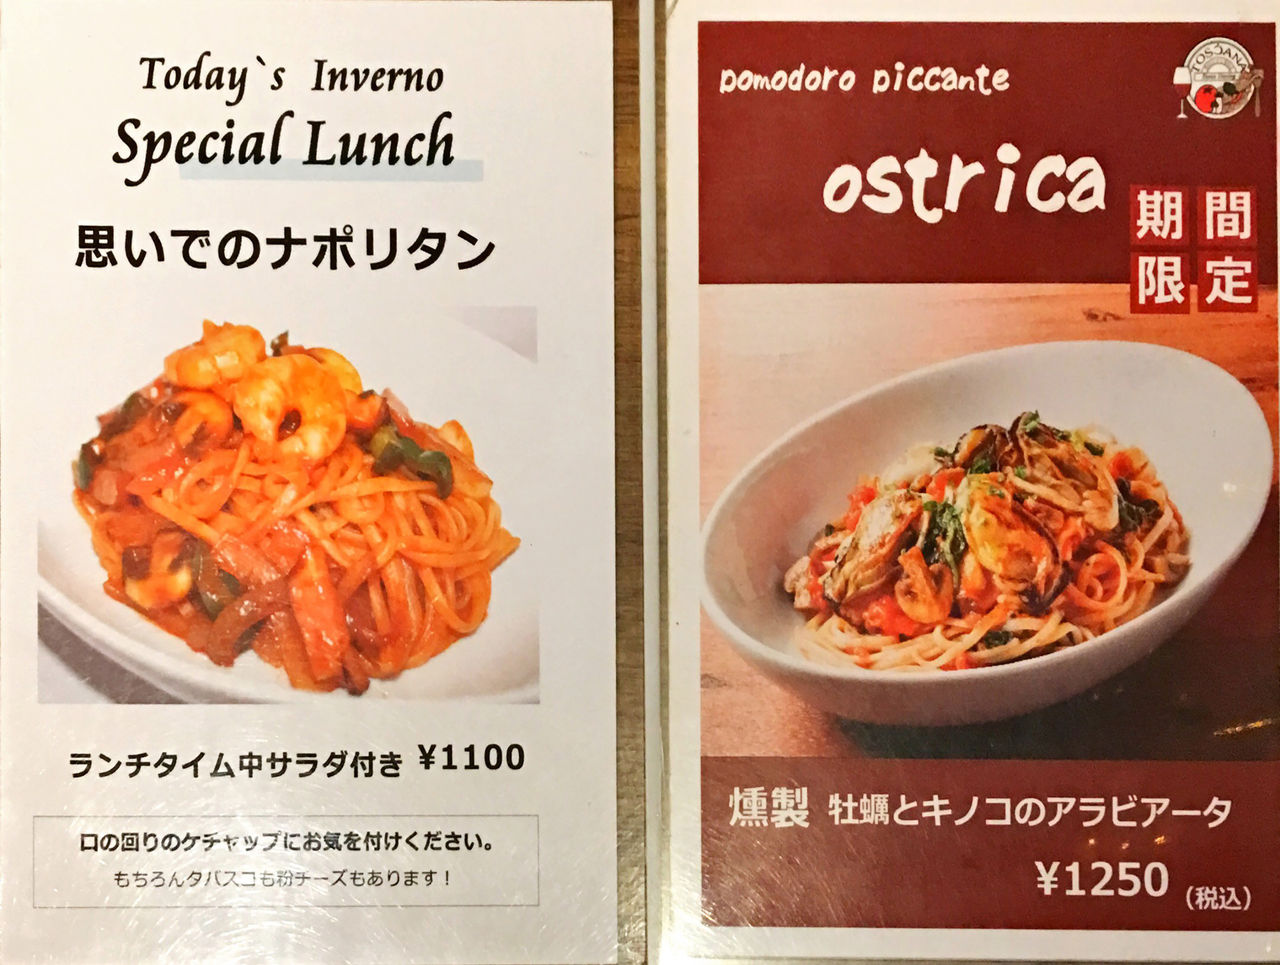 Today`s Inverno
Special Lunch
思いでのナポリタン
ランチタイム中サラダ付き ¥1100
口の回りのケチャップにお気を付けください。
もちろんタバスコも粉チーズもあります！
TOSCANA
pomodoro piccante
ostrica
期間
限定
燻製 牡蠣とキノコのアラビアータ
¥1250 (税込)